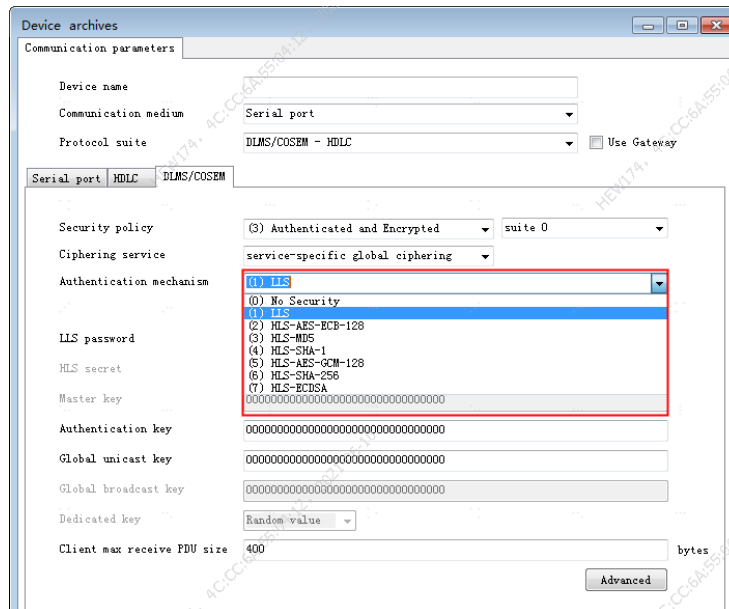 Device archives
Communication parameters
Device name
Communication medium Serial port
Protocol suite DLMS/COSEM - HDLC Use Gateway
Serial port HDLC DLMS/COSEM
Security policy (3) Authenticated and Encrypted suite 0
Ciphering service service-specific global ciphering
Authentication mechanism (1) LLS
(0) No Security
(1) LLS
(2) HLS-AES-ECB-128
LLS password (3) HLS-MD5
(4) HLS-SHA-1
HLS secret (5) HLS-AES-GCM-128
(6) HLS-SHA-256
(7) HLS-ECDSA
Master key 00000000000000000000000000000000
Authentication key 00000000000000000000000000000000
Global unicast key 00000000000000000000000000000000
Global broadcast key 00000000000000000000000000000000
Dedicated key Random value
Client max receive PDU size 400 bytes
Advanced